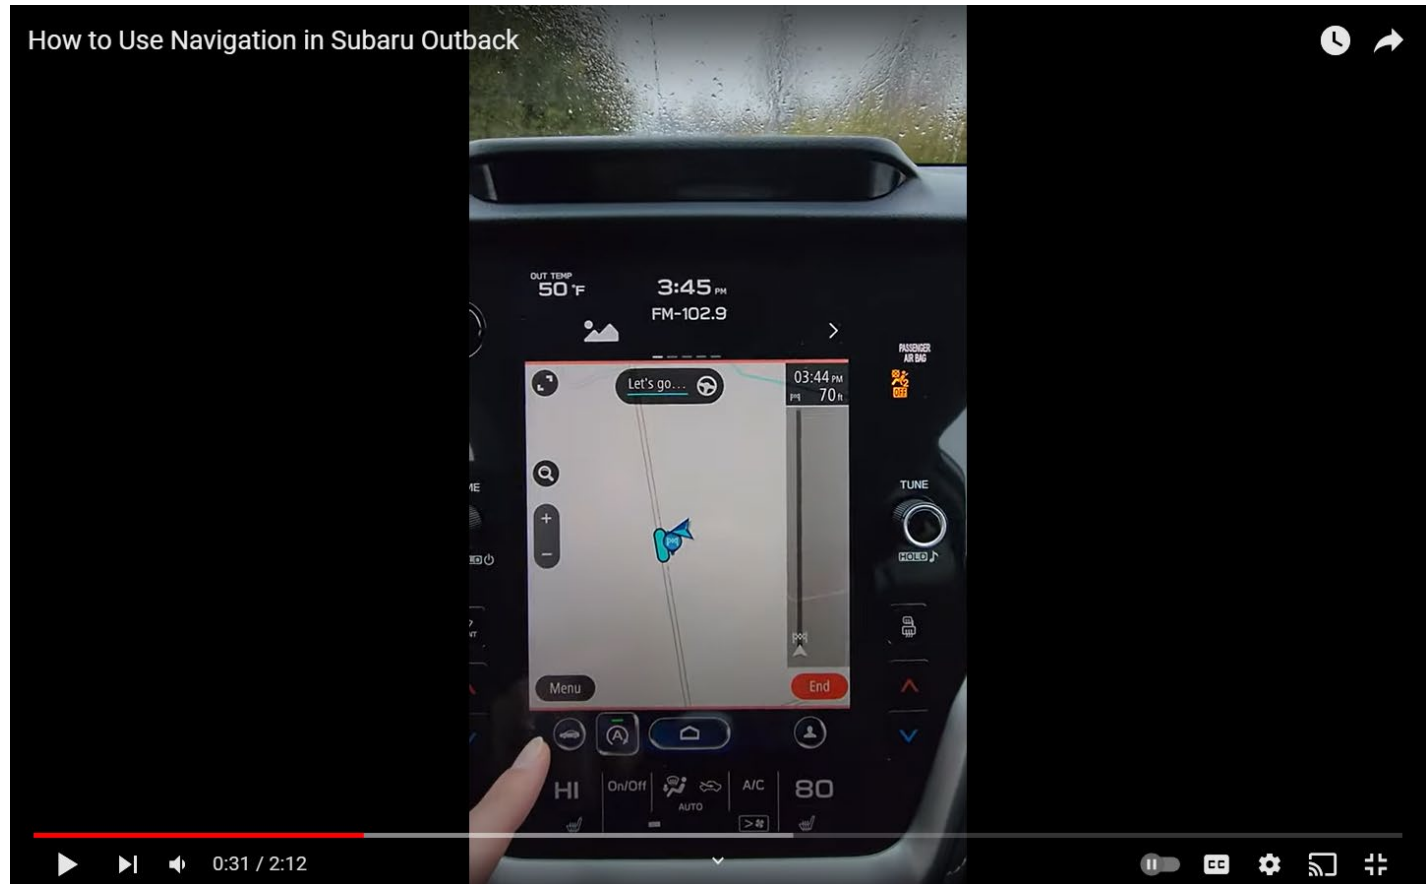 How to Use Navigation in Subaru Outback
OUT TEMP
50 °F
3:45 PM
FM-102.9
PASSENGER
AIR BAG
2
OFF
Let's go...
03:44 PM
70 ft
TUNE
HOLD
+
−
Menu
End
A
HI
On/Off
AUTO
A/C
80
0:31 / 2:12
CC